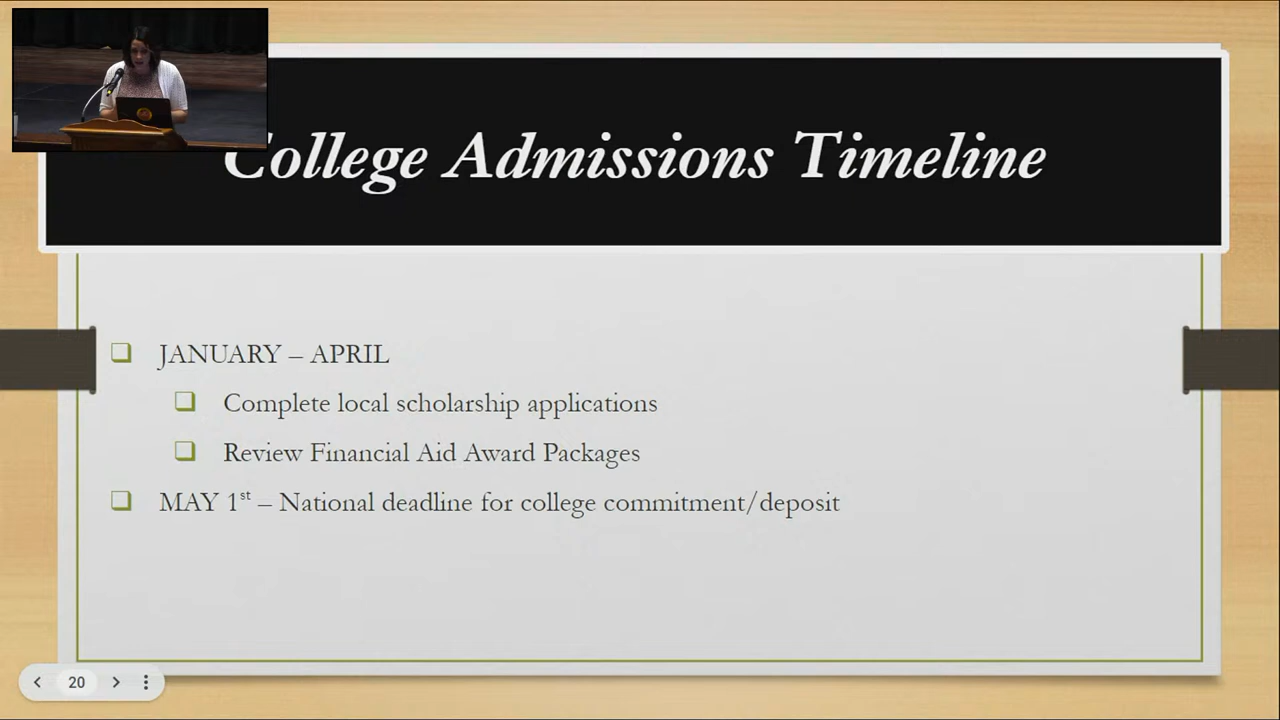 College Admissions Timeline
JANUARY – APRIL
Complete local scholarship applications
Review Financial Aid Award Packages
MAY 1st – National deadline for college commitment/deposit
20